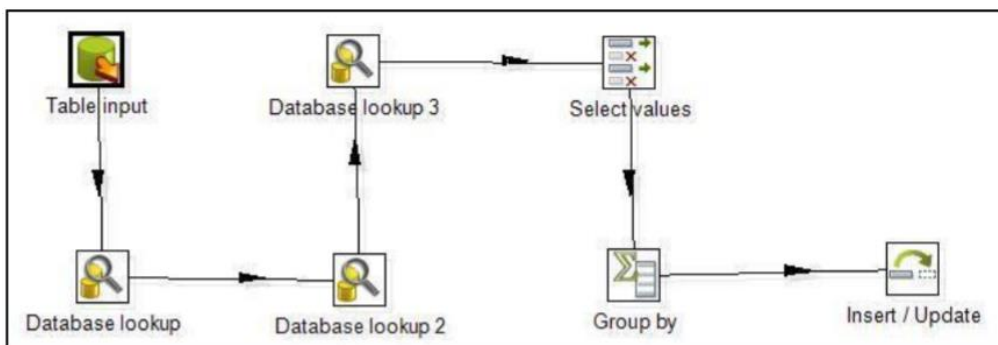 Table input
Database lookup 3
Select values
Database lookup
Database lookup 2
Group by
Insert / Update